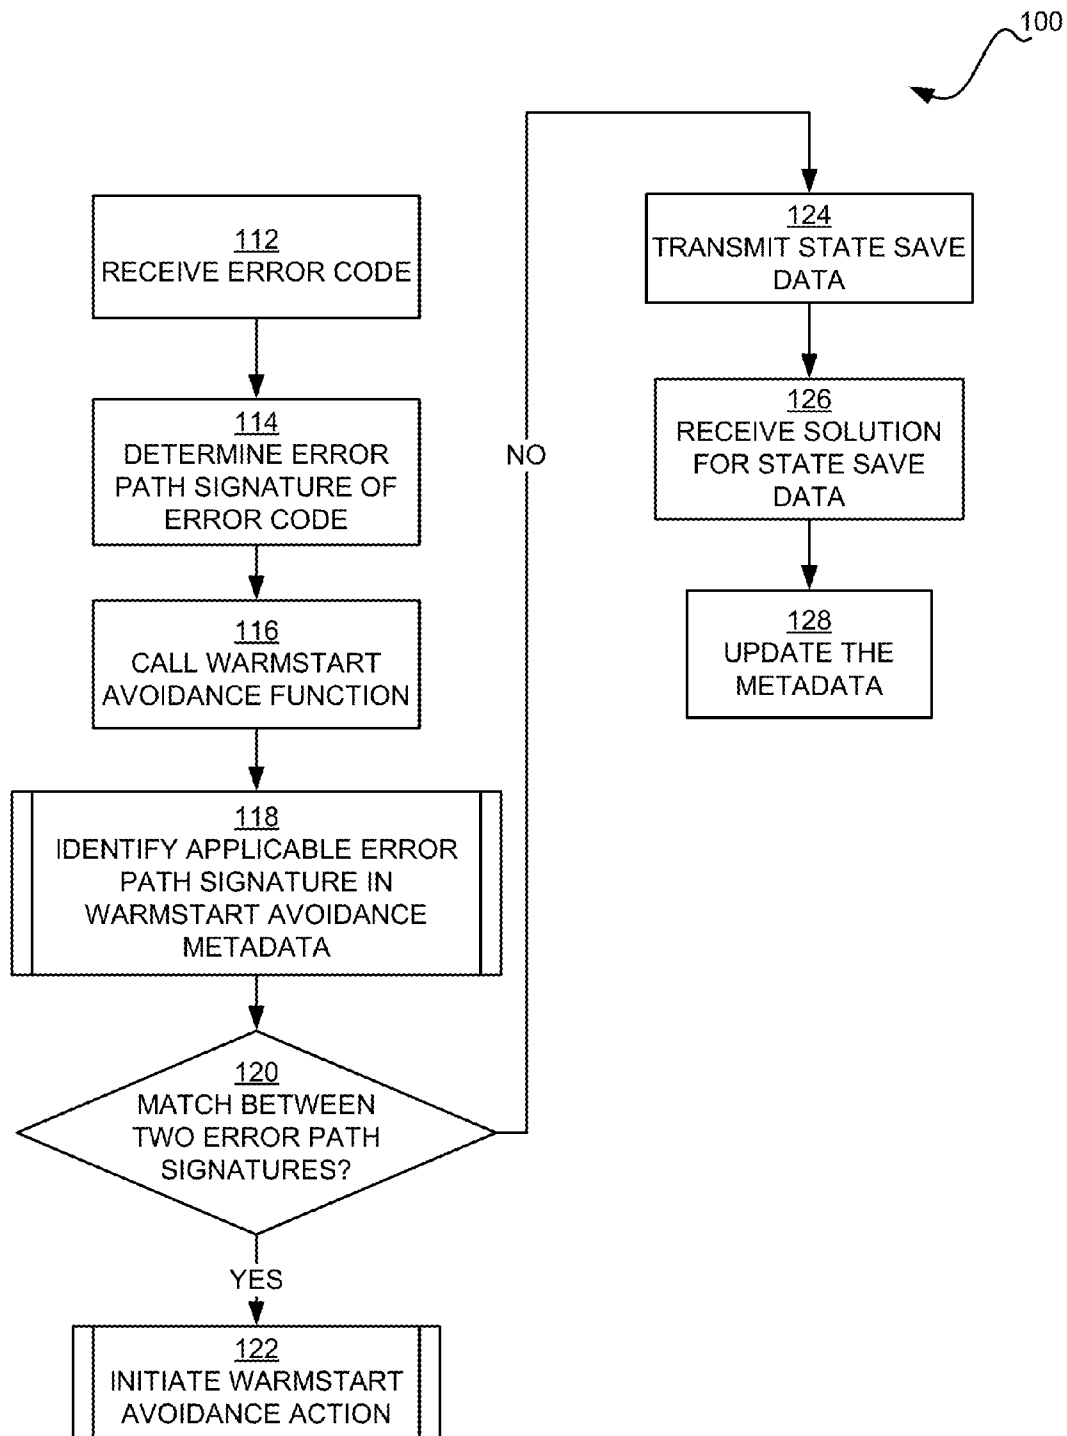 100
112
RECEIVE ERROR CODE
114
DETERMINE ERROR
PATH SIGNATURE OF
ERROR CODE
116
CALL WARMSTART
AVOIDANCE FUNCTION
118
IDENTIFY APPLICABLE ERROR
PATH SIGNATURE IN
WARMSTART AVOIDANCE
METADATA
120
MATCH BETWEEN
TWO ERROR PATH
SIGNATURES?
YES
122
INITIATE WARMSTART
AVOIDANCE ACTION
NO
124
TRANSMIT STATE SAVE
DATA
126
RECEIVE SOLUTION
FOR STATE SAVE
DATA
128
UPDATE THE
METADATA